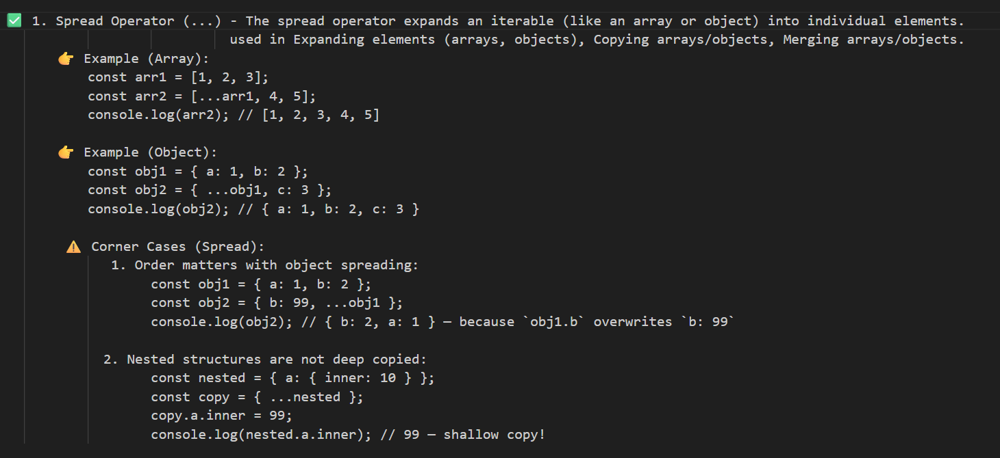 ✅ 1. Spread Operator (...) - The spread operator expands an iterable (like an array or object) into individual elements.
used in Expanding elements (arrays, objects), Copying arrays/objects, Merging arrays/objects.
👉 Example (Array):
const arr1 = [1, 2, 3];
const arr2 = [...arr1, 4, 5];
console.log(arr2); // [1, 2, 3, 4, 5]
👉 Example (Object):
const obj1 = { a: 1, b: 2 };
const obj2 = { ...obj1, c: 3 };
console.log(obj2); // { a: 1, b: 2, c: 3 }
⚠️ Corner Cases (Spread):
1. Order matters with object spreading:
const obj1 = { a: 1, b: 2 };
const obj2 = { b: 99, ...obj1 };
console.log(obj2); // { b: 2, a: 1 } — because `obj1.b` overwrites `b: 99`
2. Nested structures are not deep copied:
const nested = { a: { inner: 10 } };
const copy = { ...nested };
copy.a.inner = 99;
console.log(nested.a.inner); // 99 — shallow copy!